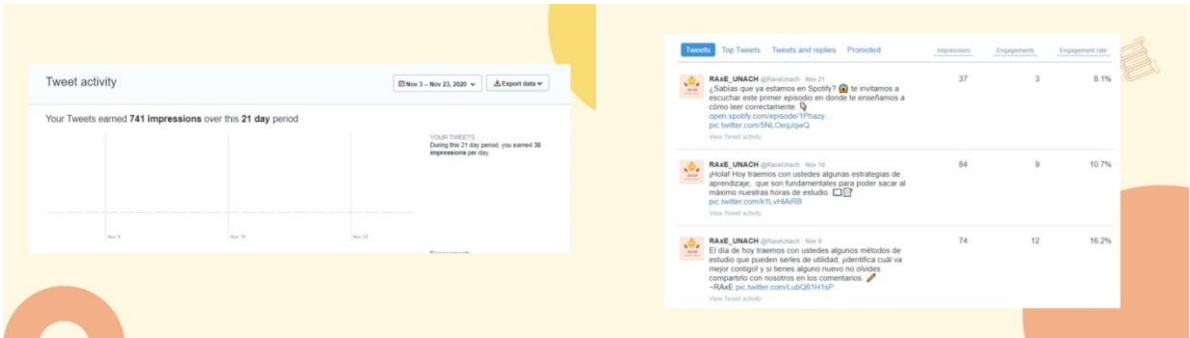 Tweet activity
Nov 3 – Nov 23, 2020
Export data
Your Tweets earned 741 impressions over this 21 day period
YOUR TWEETS
During this 21 day period, you earned 38
impressions per day.
Nov 8
Nov 15
Nov 22
Tweets Top Tweets Tweets and replies Promoted Impressions Engagements Engagement rate
RAxE_UNACH @RaxeUnach · Nov 21 37 3 8.1%
¿Sabías que ya estamos en Spotify? 😱 te invitamos a
escuchar este primer episodio en donde te enseñamos a
cómo leer correctamente.
open.spotify.com/episode/1Phazy...
pic.twitter.com/5NLOeqJqwQ
View Tweet activity
RAxE_UNACH @RaxeUnach · Nov 10 84 9 10.7%
¡Hola! Hoy traemos con ustedes algunas estrategias de
aprendizaje, que son fundamentales para poder sacar al
máximo nuestras horas de estudio.
pic.twitter.com/k1LvHlAiRB
View Tweet activity
RAxE_UNACH @RaxeUnach · Nov 9 74 12 16.2%
El día de hoy traemos con ustedes algunos métodos de
estudio que pueden serles de utilidad, ¡identifica cuál va
mejor contigo! y si tienes alguno nuevo no olvides
compartirlo con nosotros en los comentarios.
~RAxE pic.twitter.com/LubQ61H1sP
View Tweet activity